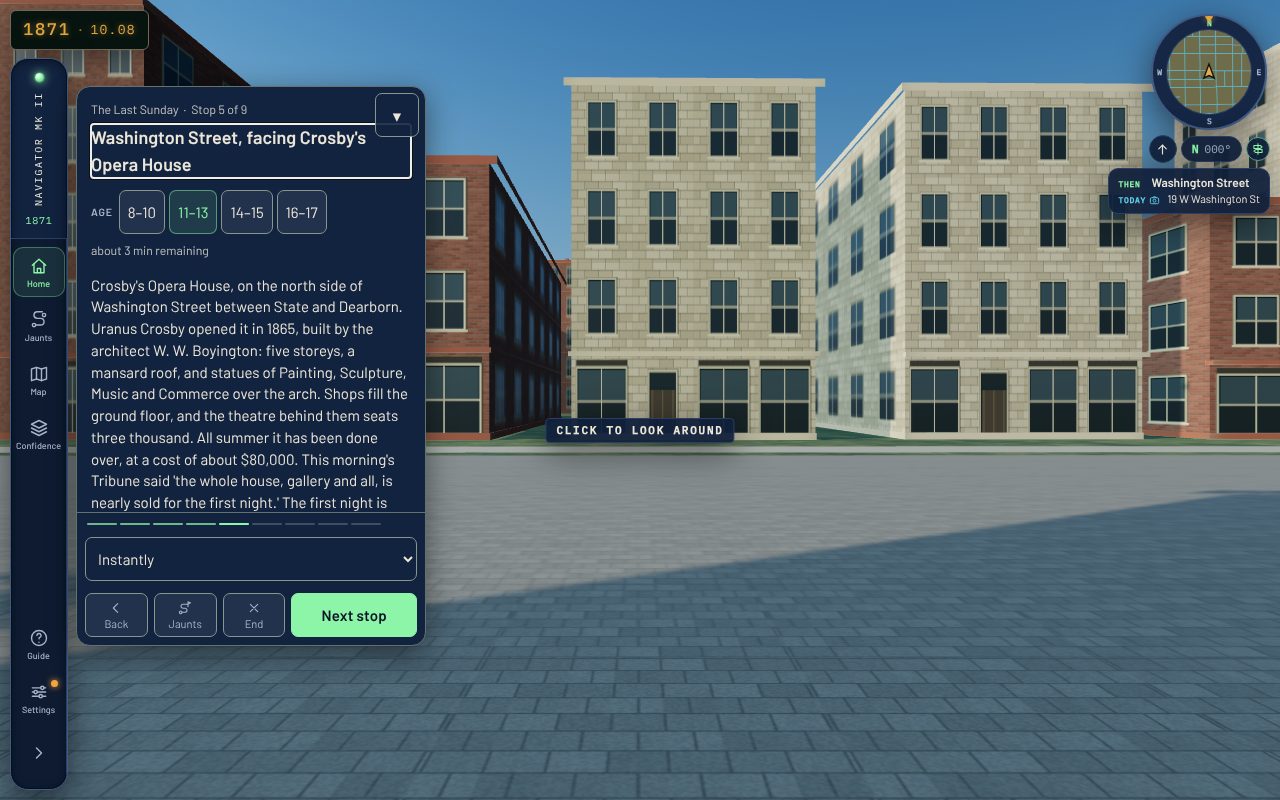 1871 · 10.08
NAVIGATOR MK II
1871
Home
Jaunts
Map
Confidence
Guide
Settings
The Last Sunday · Stop 5 of 9
▼
Washington Street, facing Crosby's
Opera House
AGE 8–10 11–13 14–15 16–17
about 3 min remaining
Crosby's Opera House, on the north side of
Washington Street between State and Dearborn.
Uranus Crosby opened it in 1865, built by the
architect W. W. Boyington: five storeys, a
mansard roof, and statues of Painting, Sculpture,
Music and Commerce over the arch. Shops fill the
ground floor, and the theatre behind them seats
three thousand. All summer it has been done
over, at a cost of about $80,000. This morning's
Tribune said 'the whole house, gallery and all, is
nearly sold for the first night.' The first night is
Instantly
Back Jaunts End Next stop
CLICK TO LOOK AROUND
N
W E
S
N 000°
THEN Washington Street
TODAY 19 W Washington St